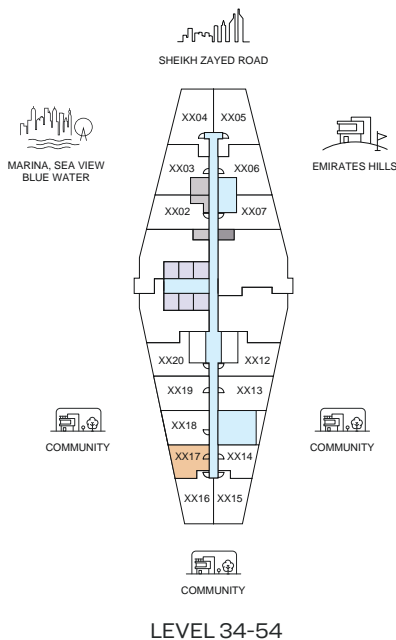 SHEIKH ZAYED ROAD
MARINA, SEA VIEW
BLUE WATER
EMIRATES HILLS
XX04 XX05
XX03 XX06
XX02 XX07
XX20 XX12
XX19 XX13
XX18
XX17 XX14
XX16 XX15
COMMUNITY
COMMUNITY
COMMUNITY
LEVEL 34-54